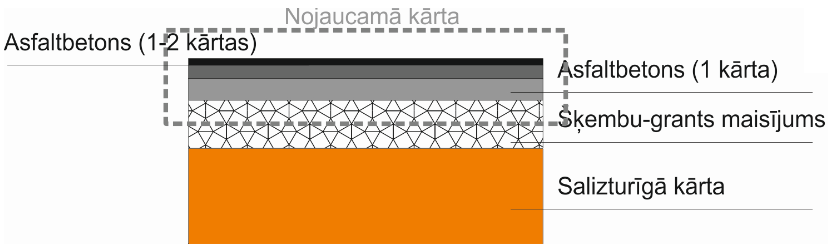 Nojaucamā kārta
Asfaltbetons (1-2 kārtas)
Asfaltbetons (1 kārta)
Šķembu-grants maisījums
Salizturīgā kārta